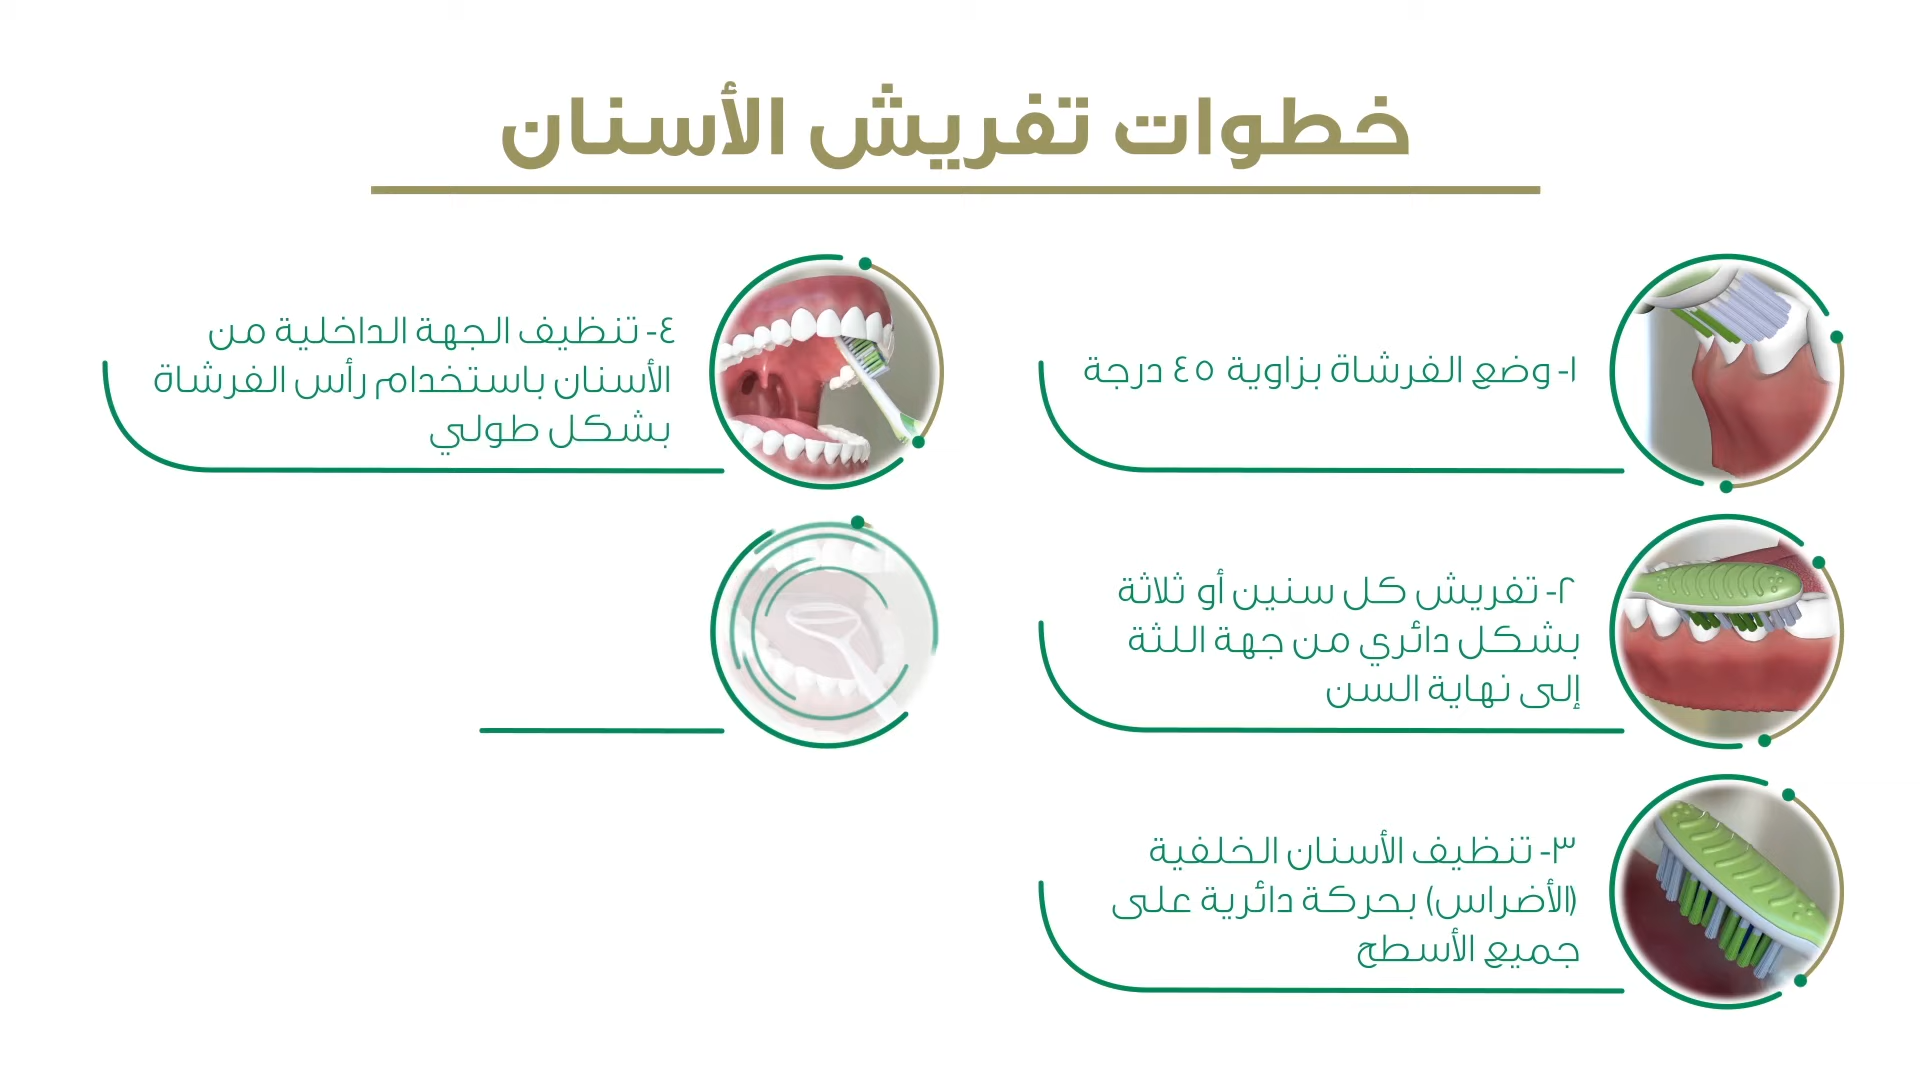 خطوات تفريش الأسنان
١- وضع الفرشاة بزاوية ٤٥ درجة
٢- تفريش كل سنين أو ثلاثة
بشكل دائري من جهة اللثة
إلى نهاية السن
٣- تنظيف الأسنان الخلفية
(الأضراس) بحركة دائرية على
جميع الأسطح
٤- تنظيف الجهة الداخلية من
الأسنان باستخدام رأس الفرشاة
بشكل طولي